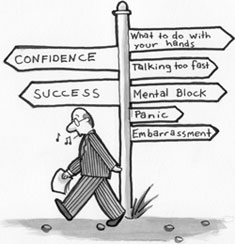 CONFIDENCE
SUCCESS
What to do with
your hands
Talking too fast
Mental Block
Panic
Embarrassment